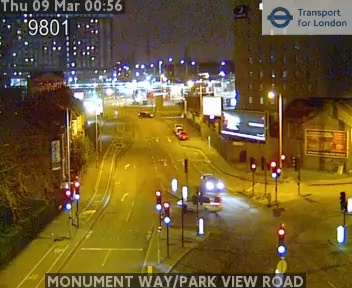 Thu 09 Mar 00:56
9801
Transport
for London
MONUMENT WAY/PARK VIEW ROAD